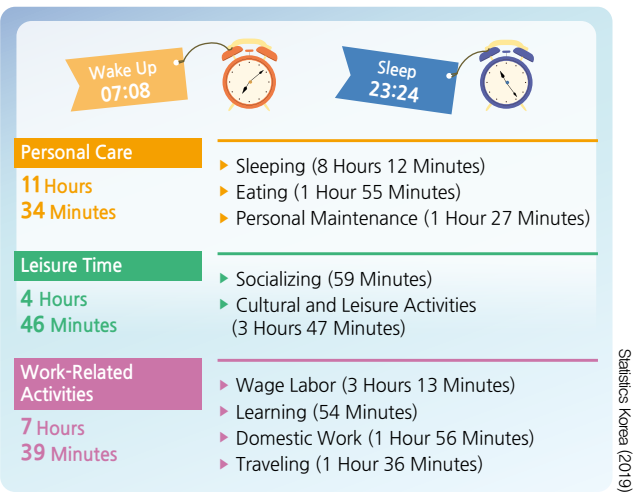 Wake Up
07:08
Sleep
23:24
Personal Care
11 Hours
34 Minutes
▶ Sleeping (8 Hours 12 Minutes)
▶ Eating (1 Hour 55 Minutes)
▶ Personal Maintenance (1 Hour 27 Minutes)
Leisure Time
4 Hours
46 Minutes
▶ Socializing (59 Minutes)
▶ Cultural and Leisure Activities
(3 Hours 47 Minutes)
Work-Related
Activities
7 Hours
39 Minutes
▶ Wage Labor (3 Hours 13 Minutes)
▶ Learning (54 Minutes)
▶ Domestic Work (1 Hour 56 Minutes)
▶ Traveling (1 Hour 36 Minutes)
Statistics Korea (2019)